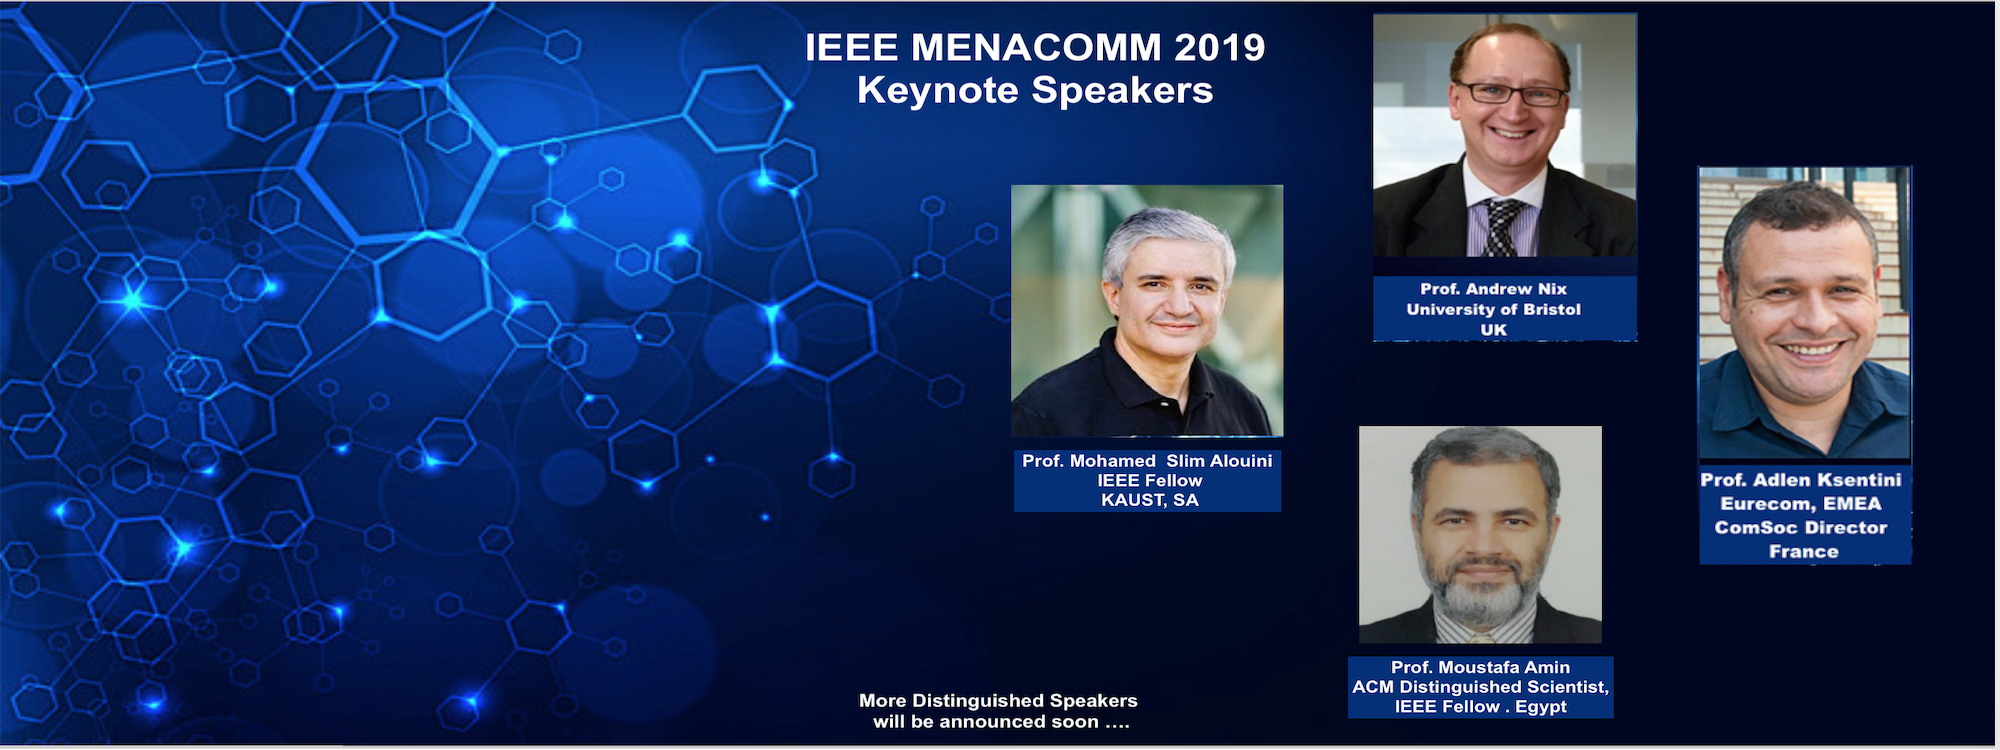 IEEE MENACOMM 2019
Keynote Speakers
Prof. Andrew Nix
University of Bristol
UK
Prof. Mohamed Slim Alouini
IEEE Fellow
KAUST, SA
Prof. Adlen Ksentini
Eurecom, EMEA
ComSoc Director
France
Prof. Moustafa Amin
ACM Distinguished Scientist,
IEEE Fellow . Egypt
More Distinguished Speakers
will be announced soon ....